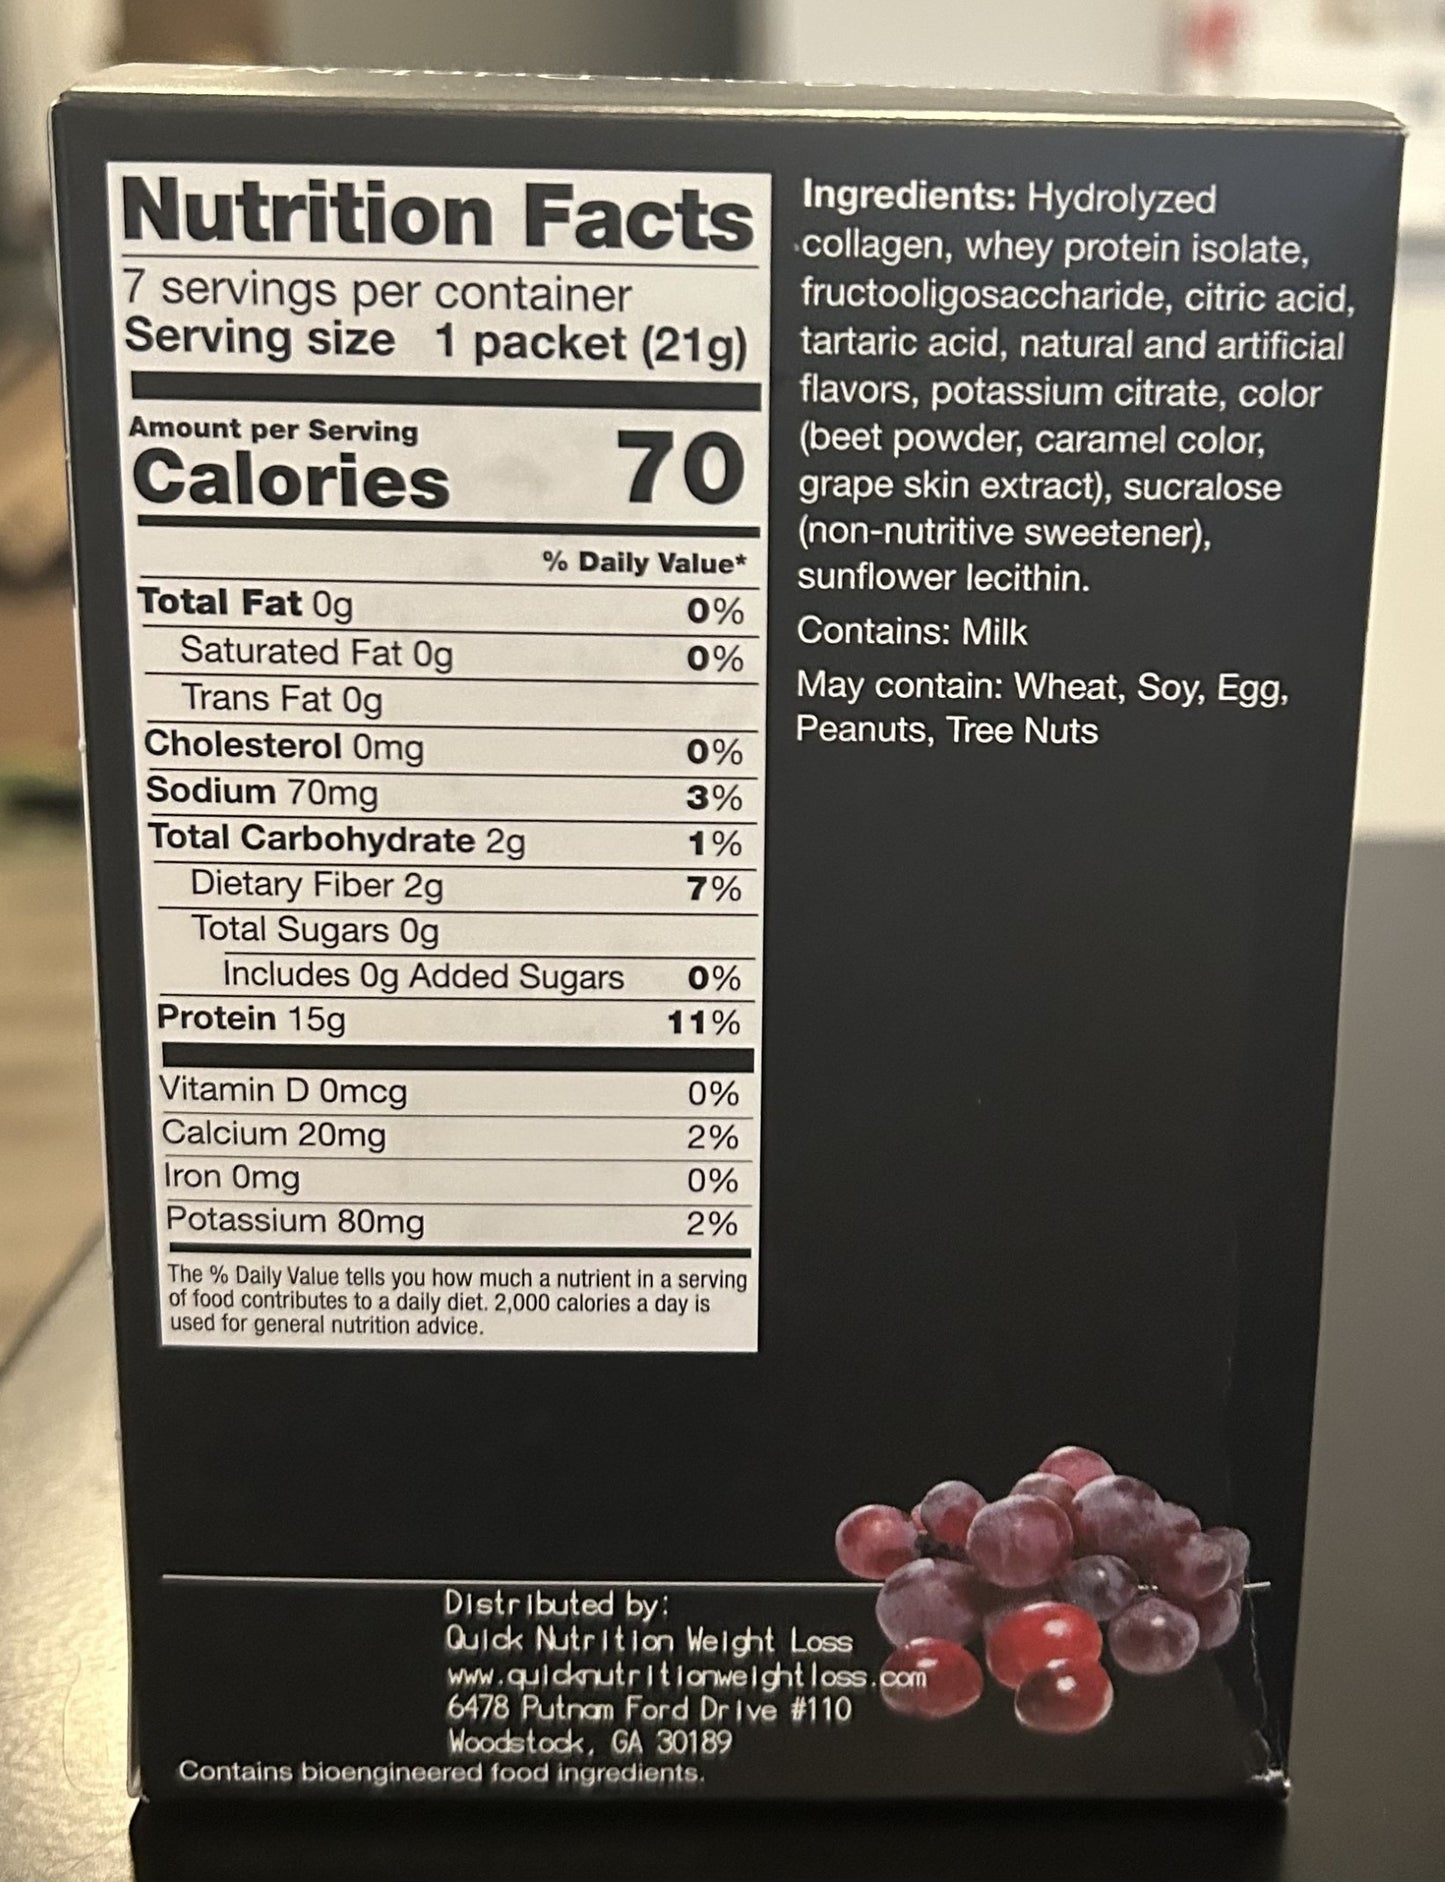 Nutrition Facts
7 servings per container
Serving size 1 packet (21g)
Amount per Serving
Calories 70
% Daily Value*
Total Fat 0g 0%
Saturated Fat 0g 0%
Trans Fat 0g
Cholesterol 0mg 0%
Sodium 70mg 3%
Total Carbohydrate 2g 1%
Dietary Fiber 2g 7%
Total Sugars 0g
Includes 0g Added Sugars 0%
Protein 15g 11%
Vitamin D 0mcg 0%
Calcium 20mg 2%
Iron 0mg 0%
Potassium 80mg 2%
The % Daily Value tells you how much a nutrient in a serving
of food contributes to a daily diet. 2,000 calories a day is
used for general nutrition advice.
Ingredients: Hydrolyzed
collagen, whey protein isolate,
fructooligosaccharide, citric acid,
tartaric acid, natural and artificial
flavors, potassium citrate, color
(beet powder, caramel color,
grape skin extract), sucralose
(non-nutritive sweetener),
sunflower lecithin.
Contains: Milk
May contain: Wheat, Soy, Egg,
Peanuts, Tree Nuts
Distributed by:
Quick Nutrition Weight Loss
www.quicknutritionweightloss.com
6478 Putnam Ford Drive #110
Woodstock, GA 30189
Contains bioengineered food ingredients.